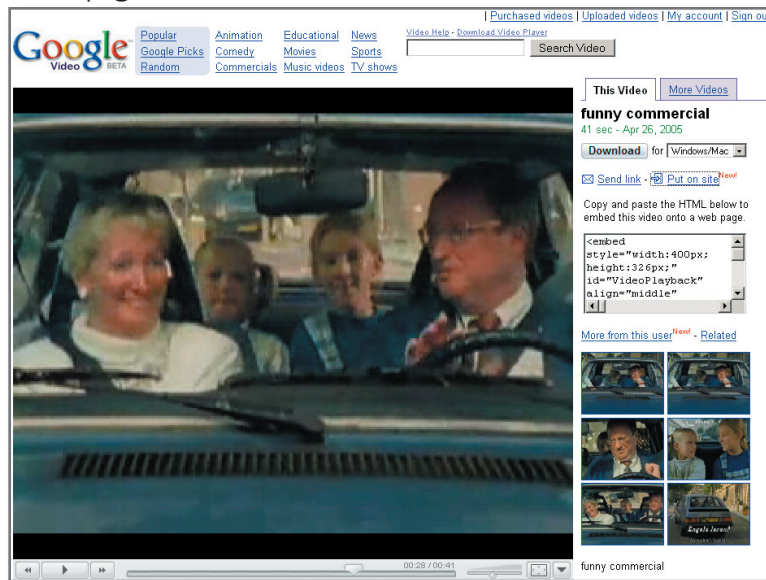 | Purchased videos | Uploaded videos | My account | Sign ou
Google Video BETA
Popular Animation Educational News
Google Picks Comedy Movies Sports
Random Commercials Music videos TV shows
Video Help - Download Video Player
Search Video
This Video More Videos
funny commercial
41 sec - Apr 26, 2005
Download for Windows/Mac
Send link - Put on site New!
Copy and paste the HTML below to
embed this video onto a web page.
<embed
style="width:400px;
height:326px;"
id="VideoPlayback"
align="middle"
More from this user New! - Related
Engels leren?
00:28 / 00:41
funny commercial